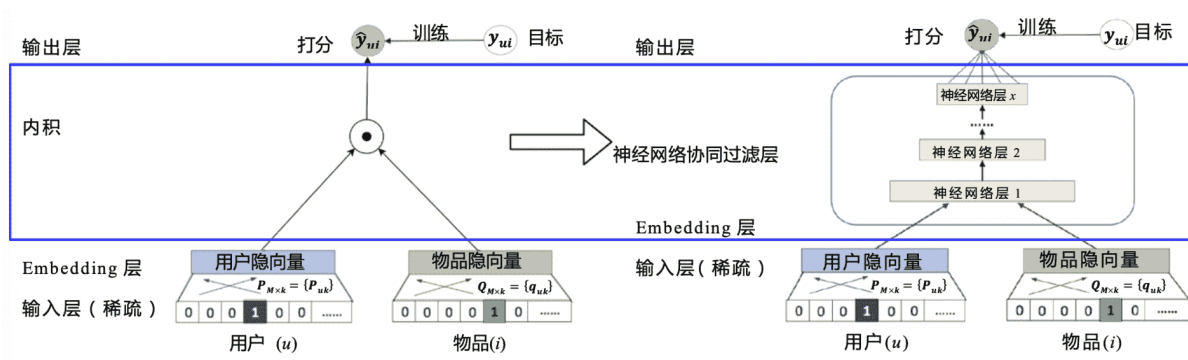 输出层
打分
ŷui
训练
yui
目标
内积
Embedding 层
用户隐向量
物品隐向量
PM×k = {Puk}
QM×k = {quk}
输入层(稀疏)
0 0 0 1 0 0 ......
0 0 0 0 1 0 ......
用户 (u)
物品(i)
输出层
打分
ŷui
训练
yui
目标
神经网络层 x
......
神经网络协同过滤层
神经网络层 2
神经网络层 1
Embedding 层
输入层(稀疏)
用户隐向量
物品隐向量
PM×k = {Puk}
QM×k = {quk}
0 0 0 1 0 0 ......
0 0 0 0 1 0 ......
用户(u)
物品(i)